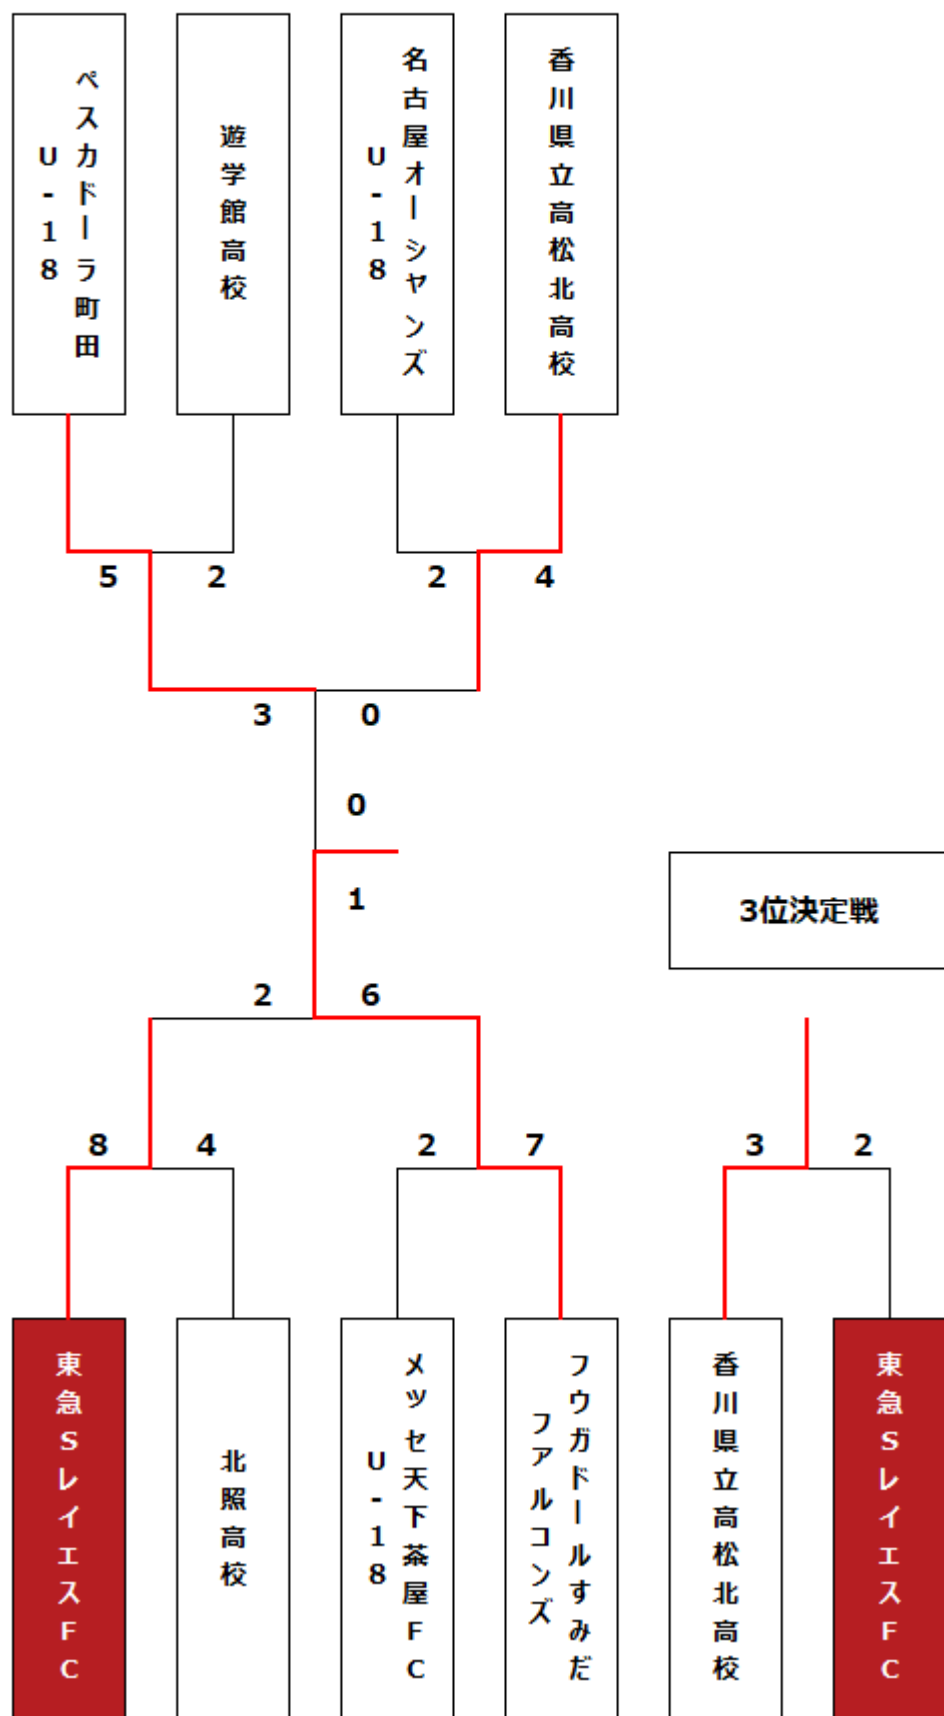 ペスカドーラ町田
U-18
遊学館高校
名古屋オーシャンズ
U-18
香川県立高松北高校
5
2
2
4
3
0
0
1
3位決定戦
2
6
8
4
2
7
3
2
東急SレイエスFC
北照高校
メッセ天下茶屋FC
U-18
フウガドールすみだ
ファルコンズ
香川県立高松北高校
東急SレイエスFC